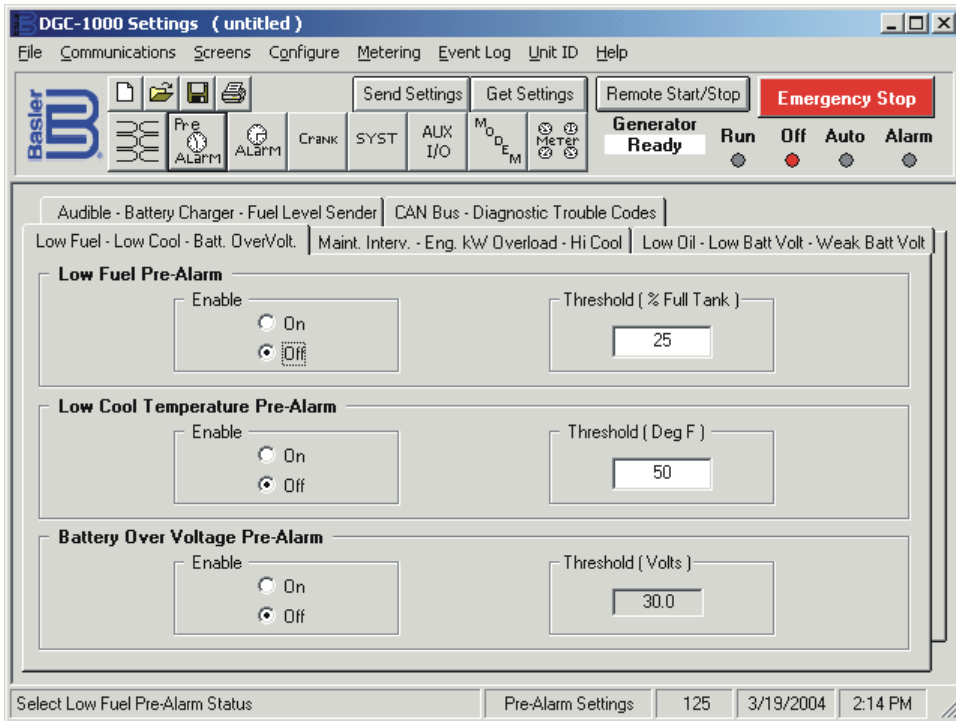 DGC-1000 Settings ( untitled )
File Communications Screens Configure Metering Event Log Unit ID Help
Basler
Send Settings Get Settings Remote Start/Stop Emergency Stop
Pre ALarm ALarm Crank SYST AUX I/O MODEM Meter
Generator Ready Run Off Auto Alarm
Audible - Battery Charger - Fuel Level Sender CAN Bus - Diagnostic Trouble Codes
Low Fuel - Low Cool - Batt. OverVolt. Maint. Interv. - Eng. kW Overload - Hi Cool Low Oil - Low Batt Volt - Weak Batt Volt
Low Fuel Pre-Alarm
Enable Threshold ( % Full Tank )
On
25
Off
Low Cool Temperature Pre-Alarm
Enable Threshold ( Deg F )
On
50
Off
Battery Over Voltage Pre-Alarm
Enable Threshold ( Volts )
On
30.0
Off
Select Low Fuel Pre-Alarm Status Pre-Alarm Settings 125 3/19/2004 2:14 PM